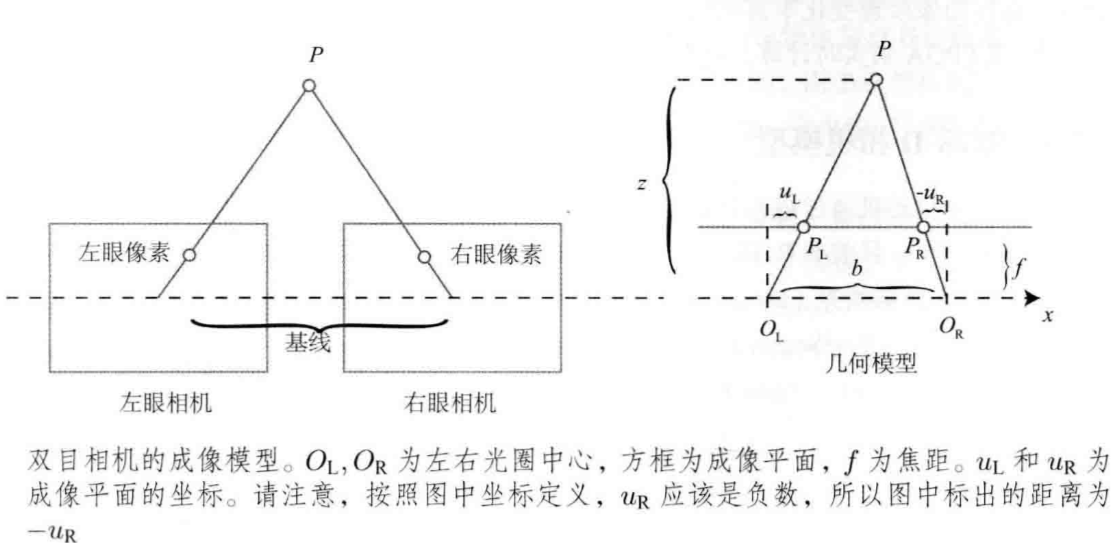 P
左眼像素
右眼像素
基线
左眼相机
右眼相机
P
z
u_L
-u_R
P_L
P_R
b
f
x
O_L
O_R
几何模型
双目相机的成像模型。O_L, O_R 为左右光圈中心，方框为成像平面，f 为焦距。u_L 和 u_R 为
成像平面的坐标。请注意，按照图中坐标定义，u_R 应该是负数，所以图中标出的距离为
−u_R